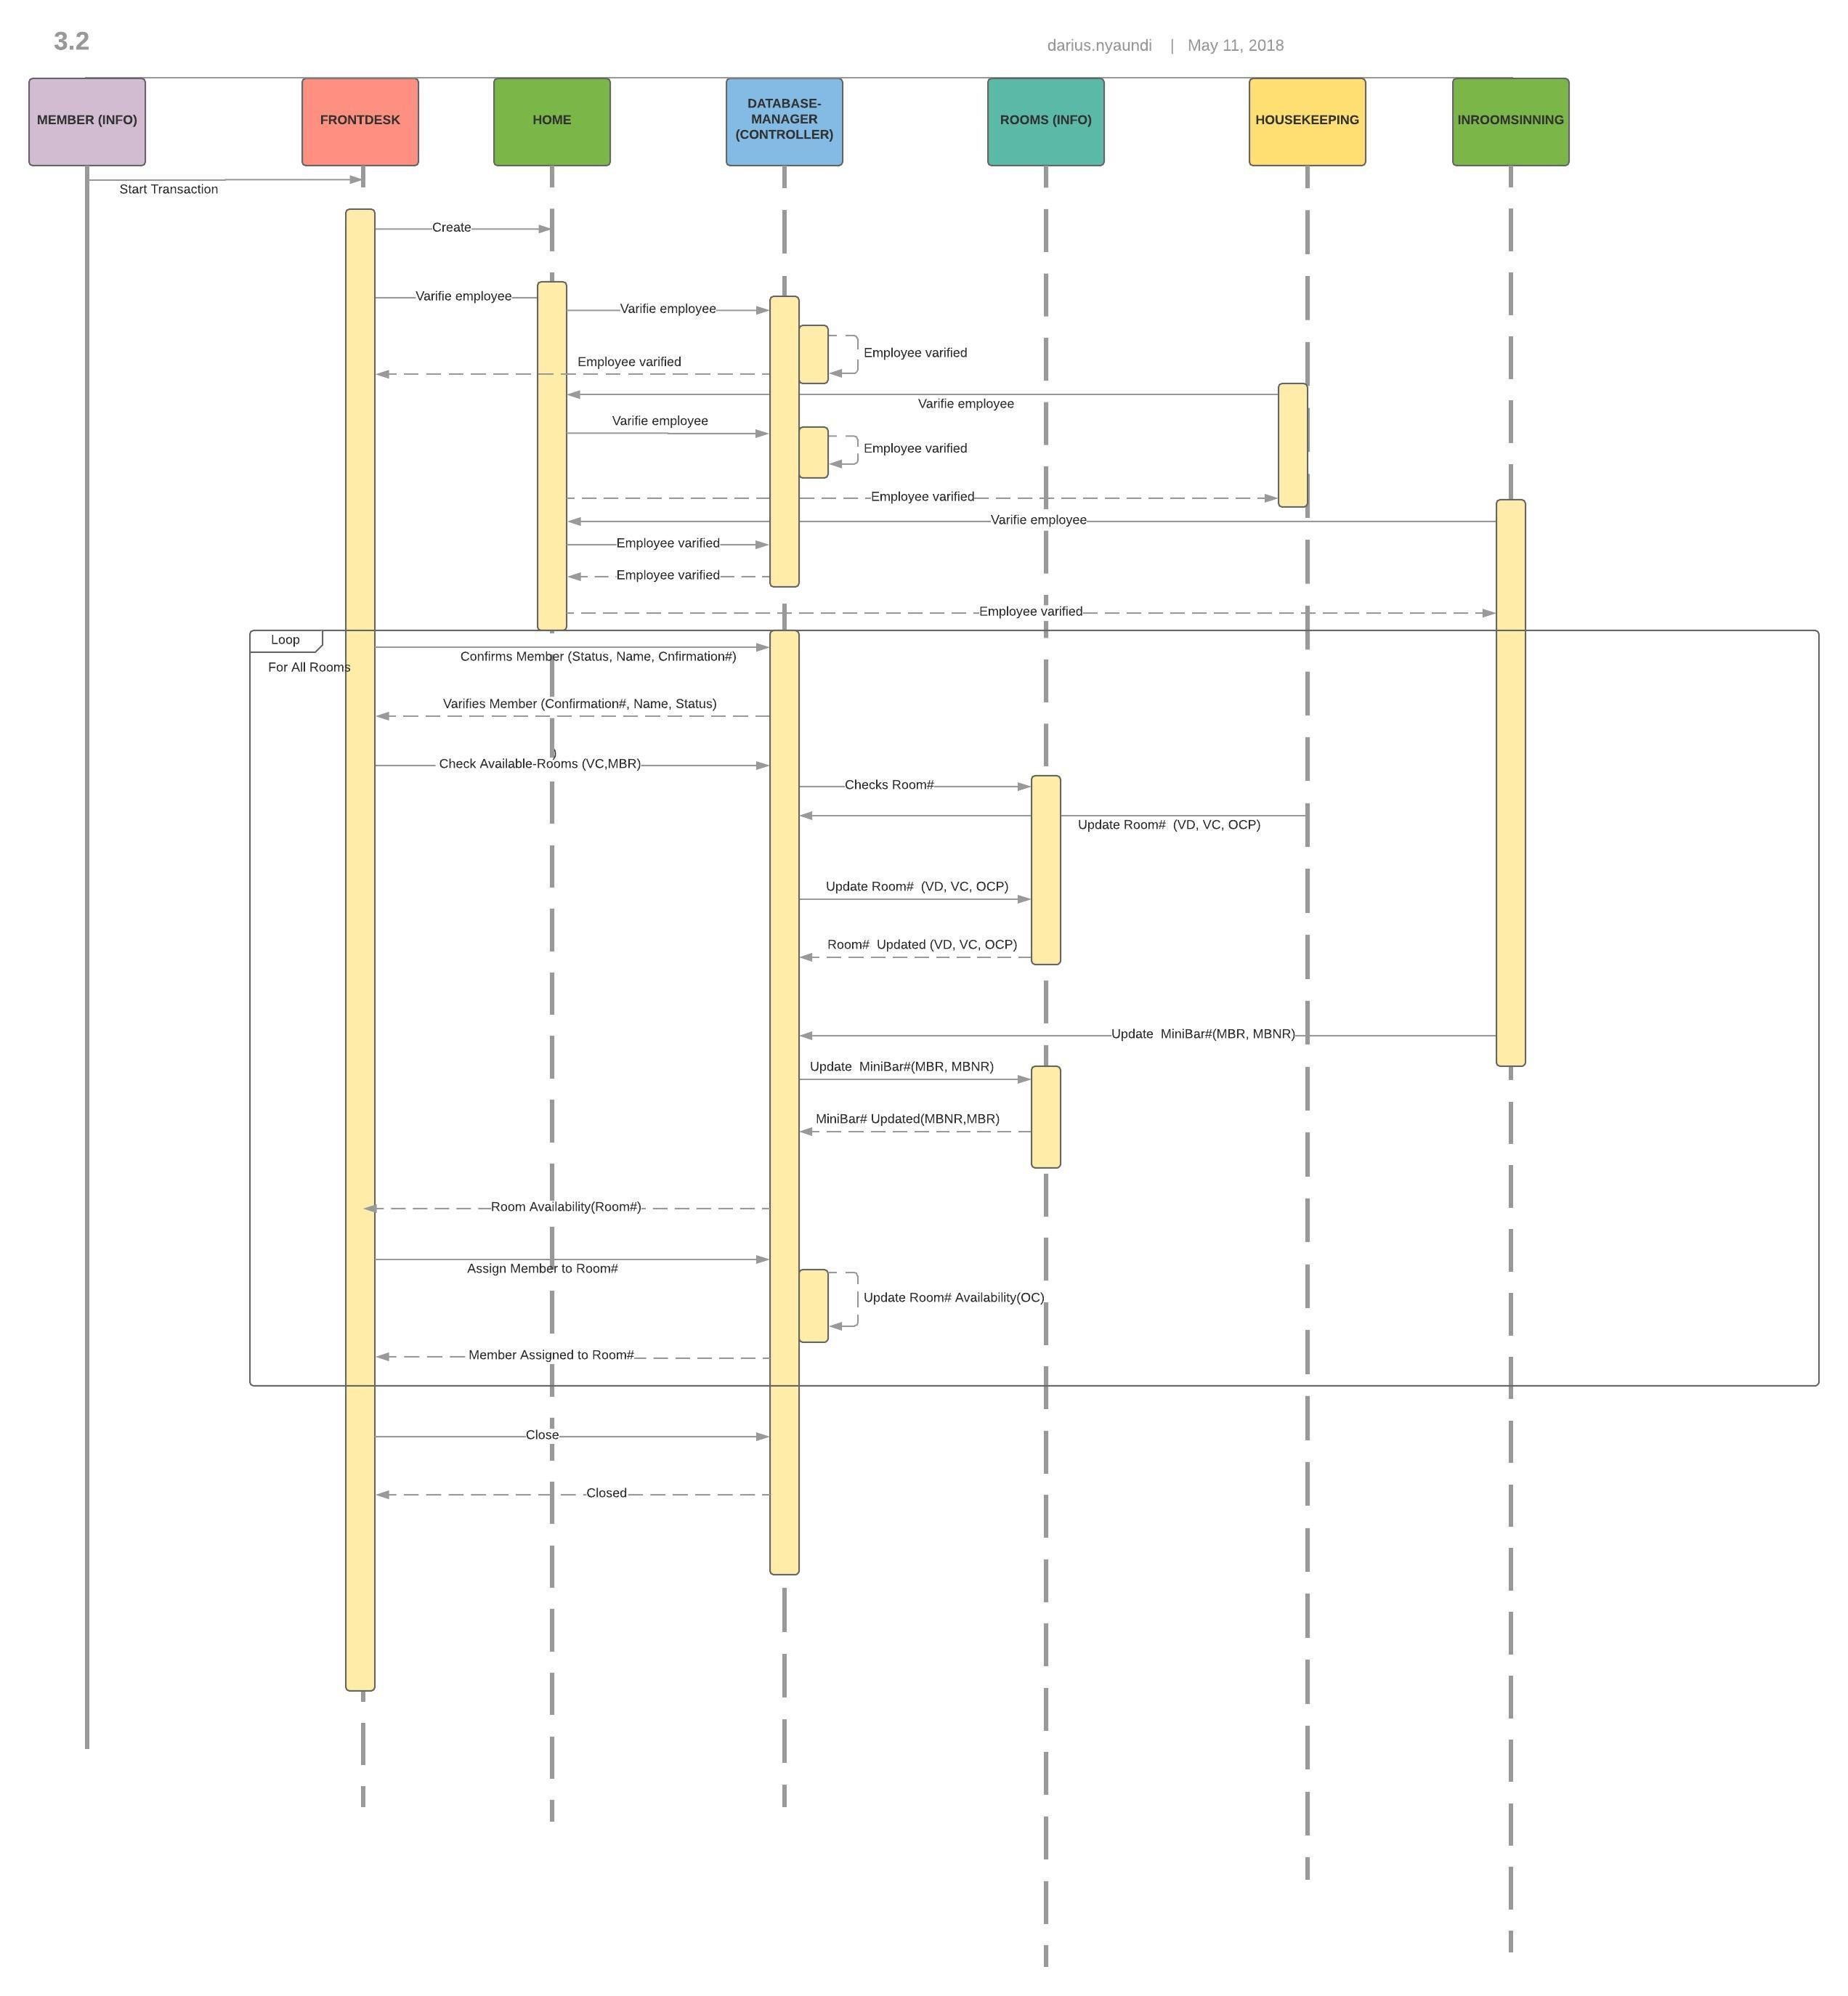 3.2
darius.nyaundi | May 11, 2018
MEMBER (INFO)
FRONTDESK
HOME
DATABASE-
MANAGER
(CONTROLLER)
ROOMS (INFO)
HOUSEKEEPING
INROOMSINNING
Start Transaction
Create
Varifie employee
Varifie employee
Employee varified
Employee varified
Varifie employee
Varifie employee
Employee varified
Employee varified
Varifie employee
Employee varified
Employee varified
Employee varified
Loop
For All Rooms
Confirms Member (Status, Name, Cnfirmation#)
Varifies Member (Confirmation#, Name, Status)
)
Check Available-Rooms (VC,MBR)
Checks Room#
Update Room#  (VD, VC, OCP)
Update Room#  (VD, VC, OCP)
Room#  Updated (VD, VC, OCP)
Update  MiniBar#(MBR, MBNR)
Update  MiniBar#(MBR, MBNR)
MiniBar# Updated(MBNR,MBR)
Room Availability(Room#)
Assign Member to Room#
Update Room# Availability(OC)
Member Assigned to Room#
Close
Closed